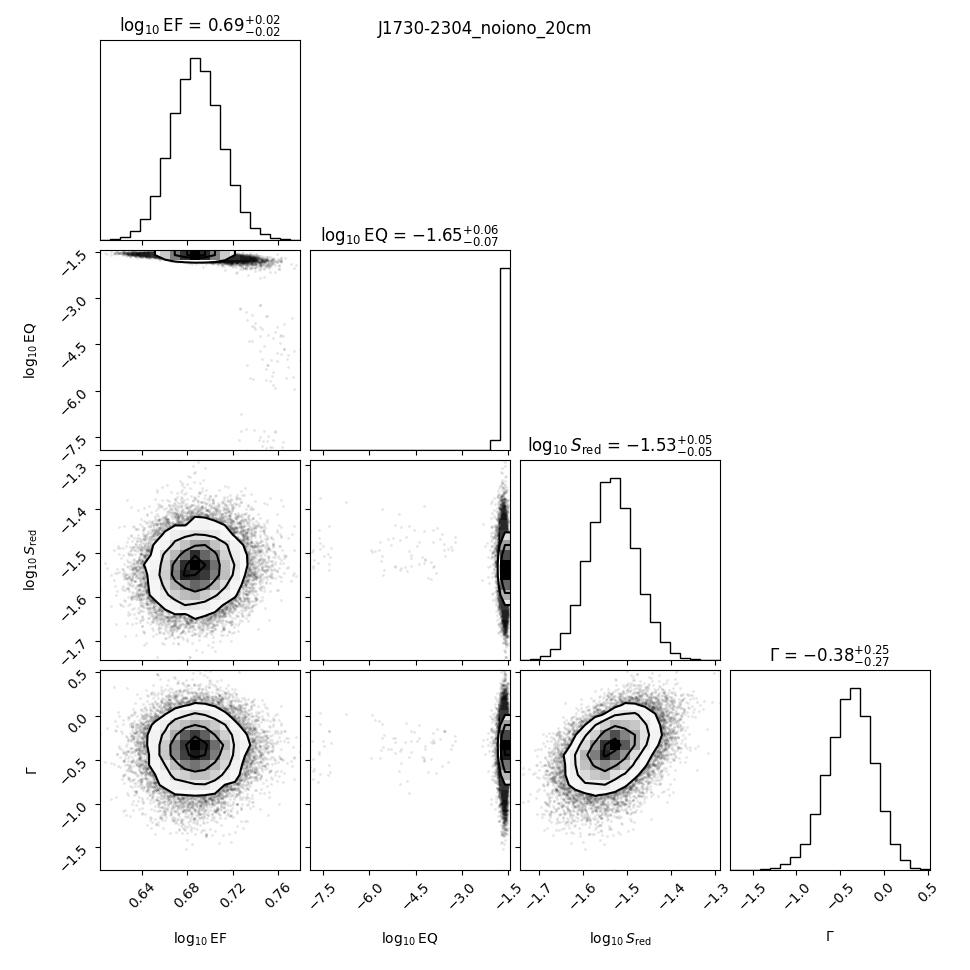 log₁₀ EF = 0.69^{+0.02}_{−0.02}
J1730-2304_noiono_20cm
log₁₀ EQ = −1.65^{+0.06}_{−0.07}
−1.5
−3.0
−4.5
−6.0
−7.5
log₁₀ EQ
log₁₀ S_red = −1.53^{+0.05}_{−0.05}
−1.3
−1.4
−1.5
−1.6
−1.7
log₁₀ S_red
Γ = −0.38^{+0.25}_{−0.27}
0.5
0.0
−0.5
−1.0
−1.5
Γ
0.64 0.68 0.72 0.76
−7.5 −6.0 −4.5 −3.0 −1.5
−1.7 −1.6 −1.5 −1.4 −1.3
−1.5 −1.0 −0.5 0.0 0.5
log₁₀ EF
log₁₀ EQ
log₁₀ S_red
Γ